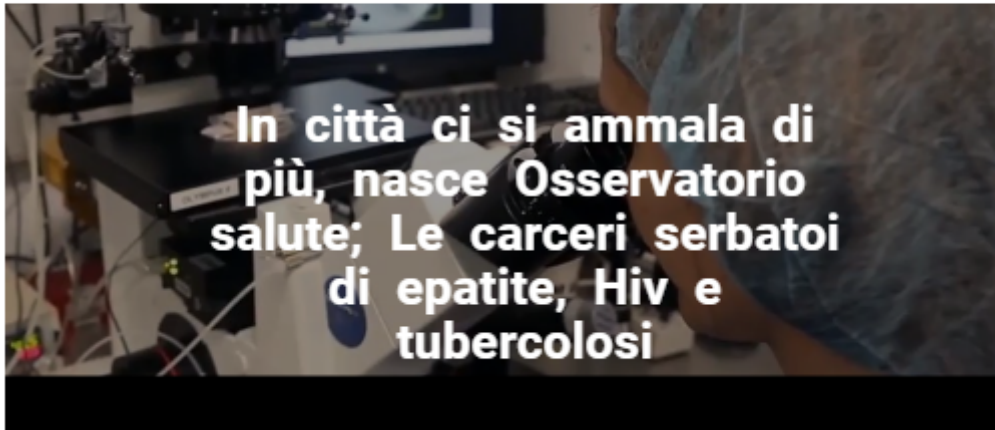 In città ci si ammala di
più, nasce Osservatorio
salute; Le carceri serbatoi
di epatite, Hiv e
tubercolosi